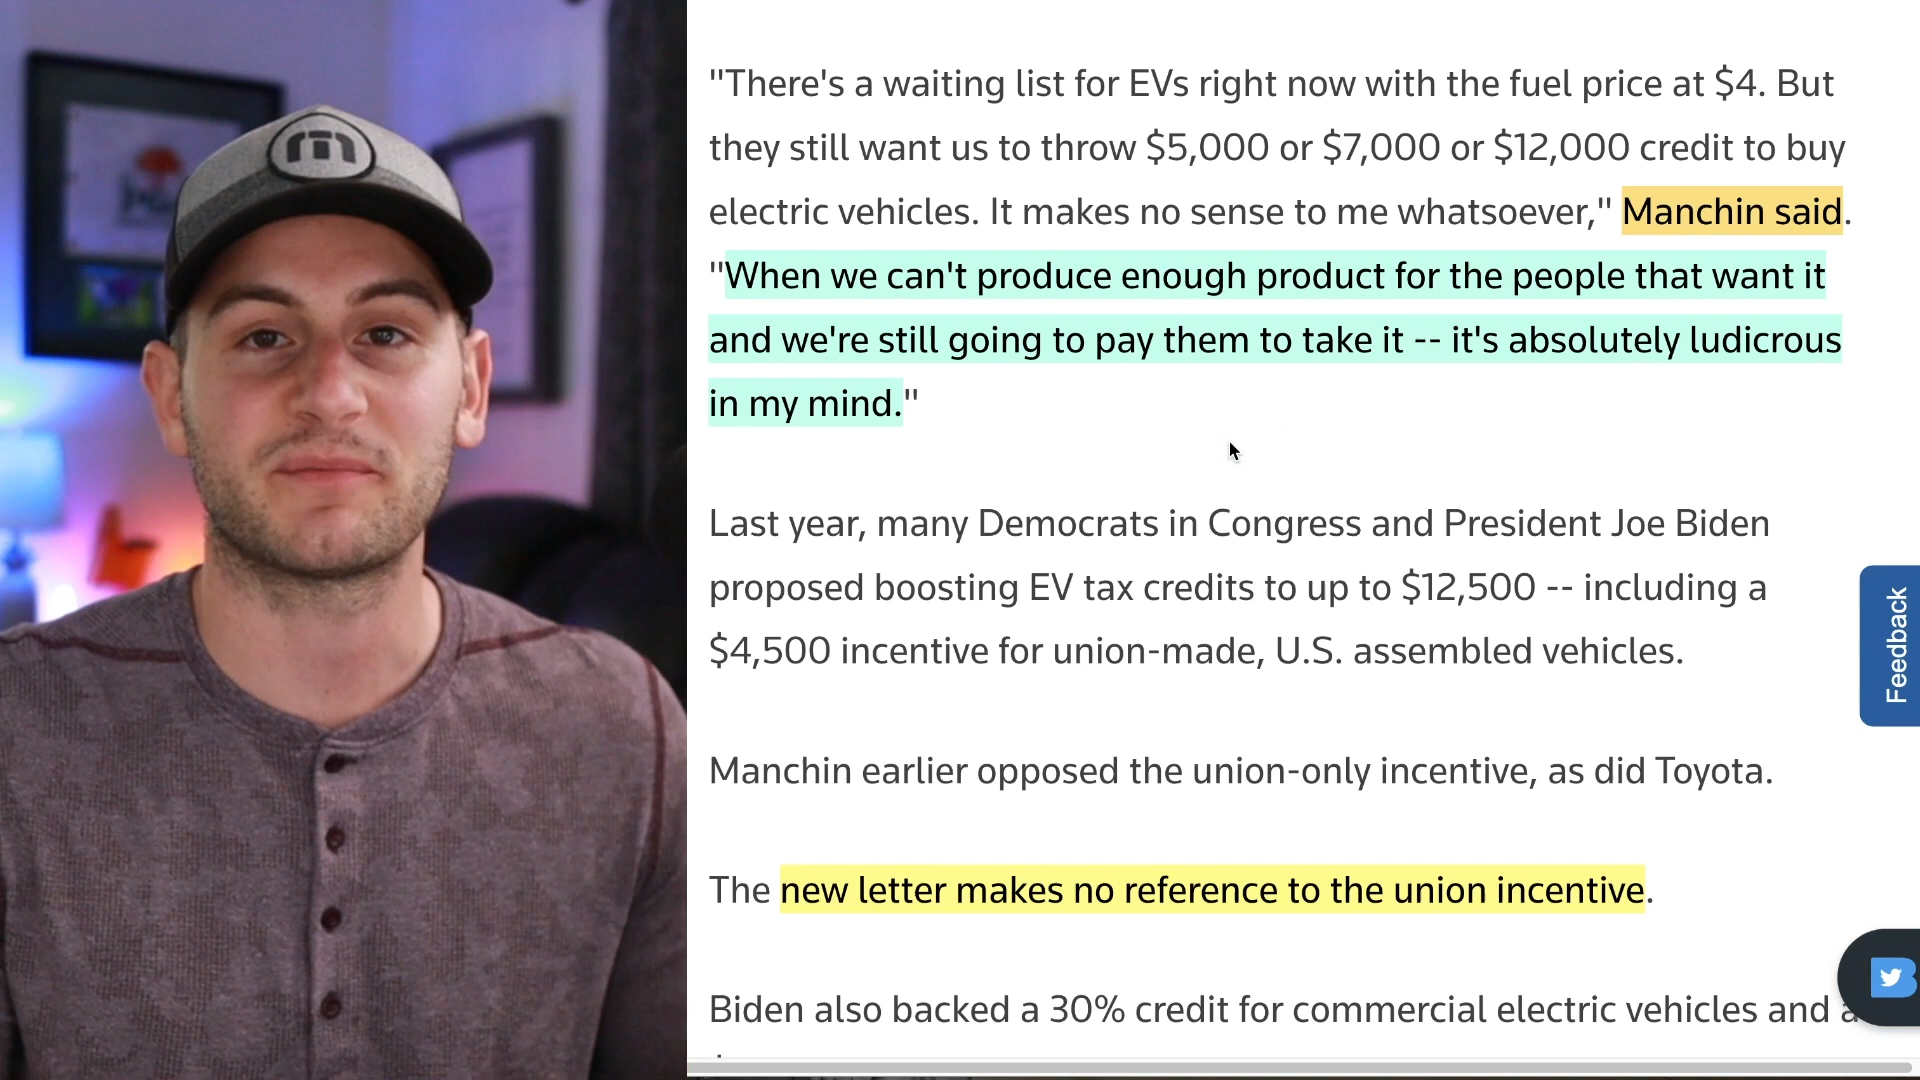 "There's a waiting list for EVs right now with the fuel price at $4. But
they still want us to throw $5,000 or $7,000 or $12,000 credit to buy
electric vehicles. It makes no sense to me whatsoever," Manchin said.
"When we can't produce enough product for the people that want it
and we're still going to pay them to take it -- it's absolutely ludicrous
in my mind."
Last year, many Democrats in Congress and President Joe Biden
proposed boosting EV tax credits to up to $12,500 -- including a
$4,500 incentive for union-made, U.S. assembled vehicles.
Feedback
Manchin earlier opposed the union-only incentive, as did Toyota.
The new letter makes no reference to the union incentive.
Biden also backed a 30% credit for commercial electric vehicles and a